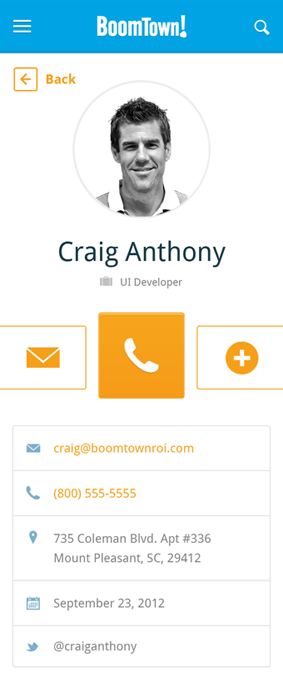 BoomTown!
Back
Craig Anthony
UI Developer
craig@boomtownroi.com
(800) 555-5555
735 Coleman Blvd. Apt #336
Mount Pleasant, SC, 29412
September 23, 2012
@craiganthony